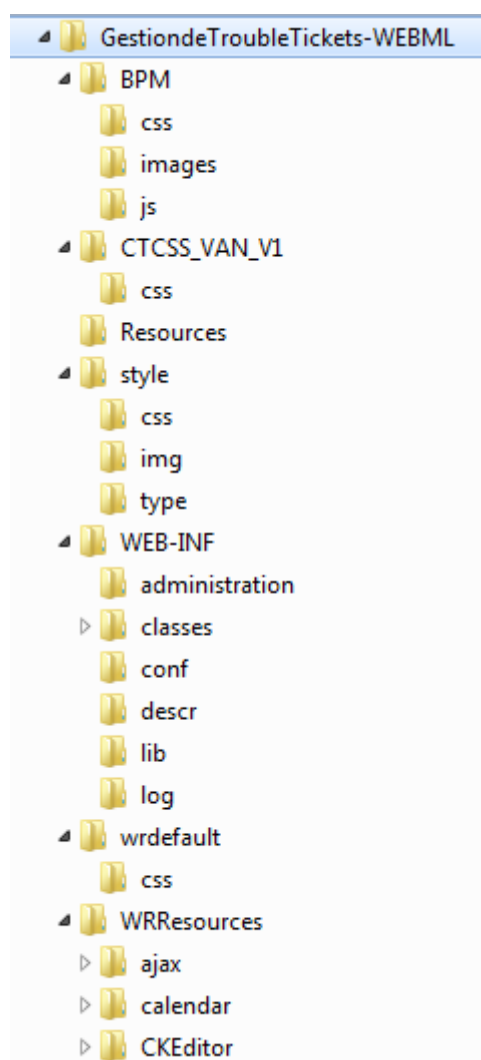 GestiondeTroubleTickets-WEBML
BPM
css
images
js
CTCSS_VAN_V1
css
Resources
style
css
img
type
WEB-INF
administration
classes
conf
descr
lib
log
wrdefault
css
WRResources
ajax
calendar
CKEditor